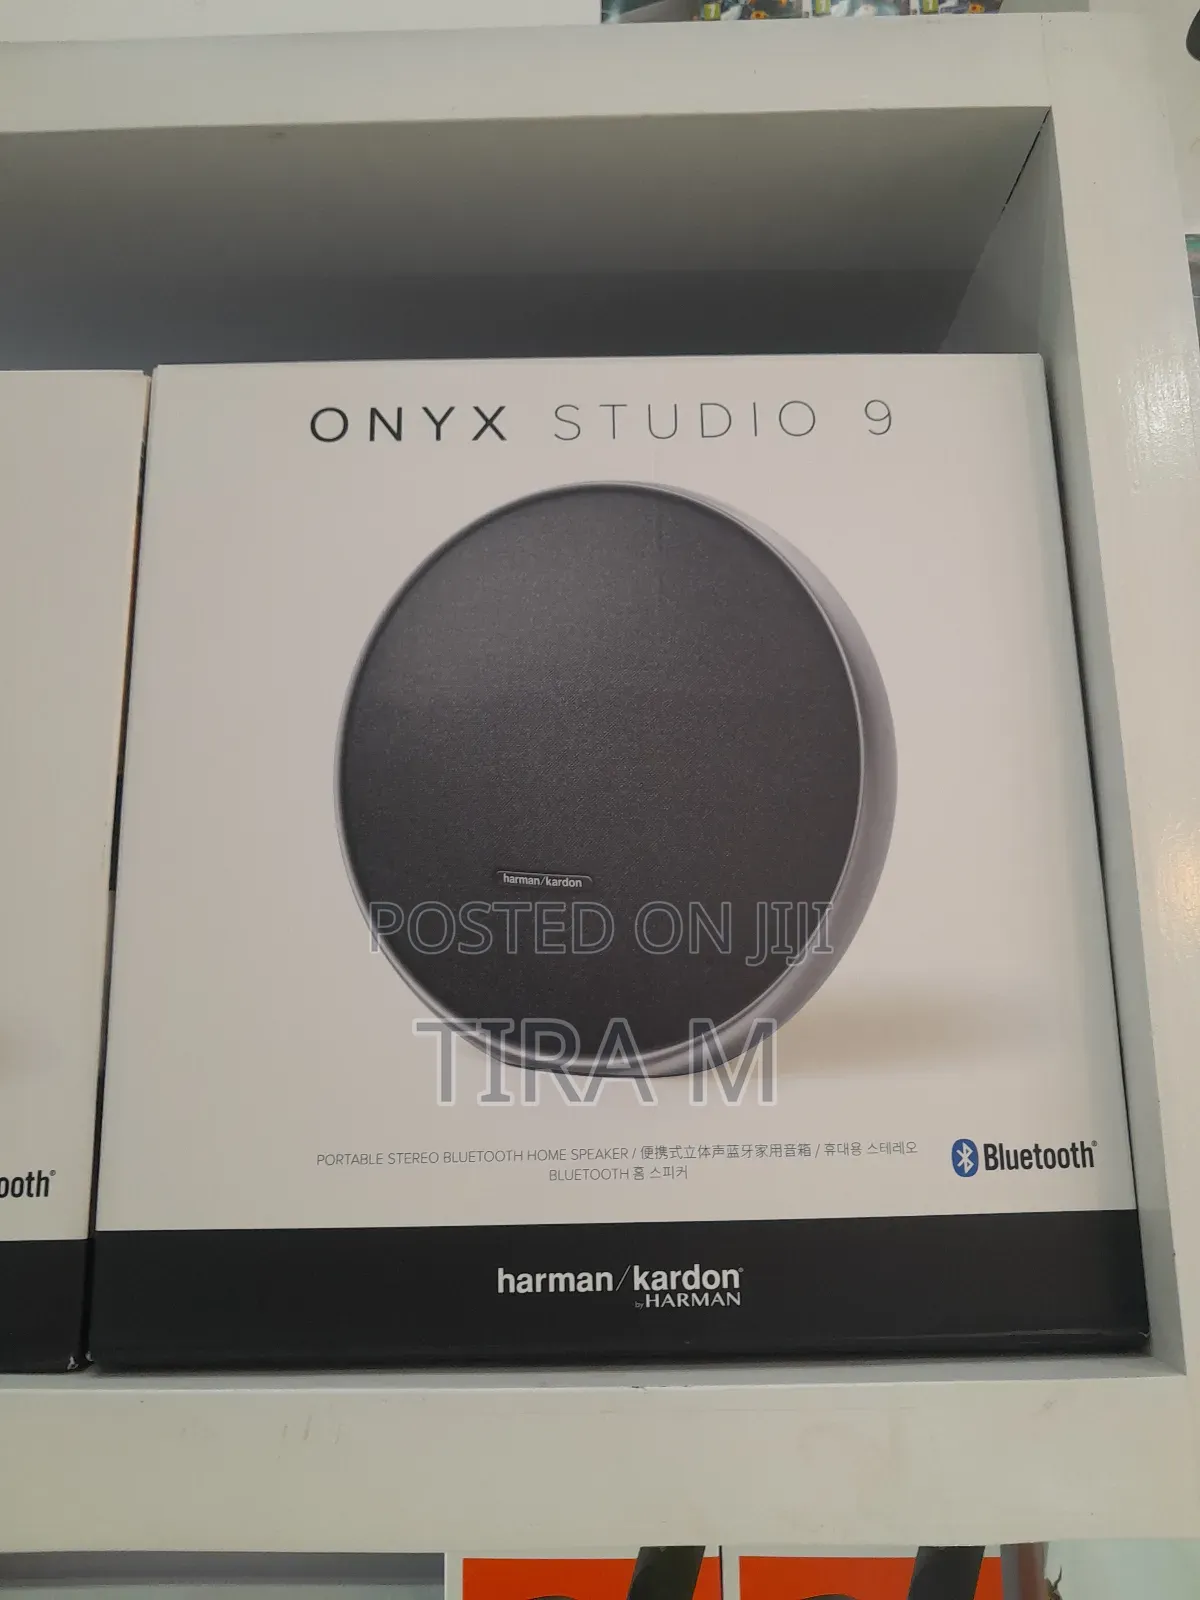 ONYX STUDIO 9
harman/kardon
POSTED ON JIJI
TIRA M
PORTABLE STEREO BLUETOOTH HOME SPEAKER / 便携式立体声蓝牙家用音箱 / 휴대용 스테레오
BLUETOOTH 홈 스피커
Bluetooth®
ooth®
harman/kardon®
by HARMAN